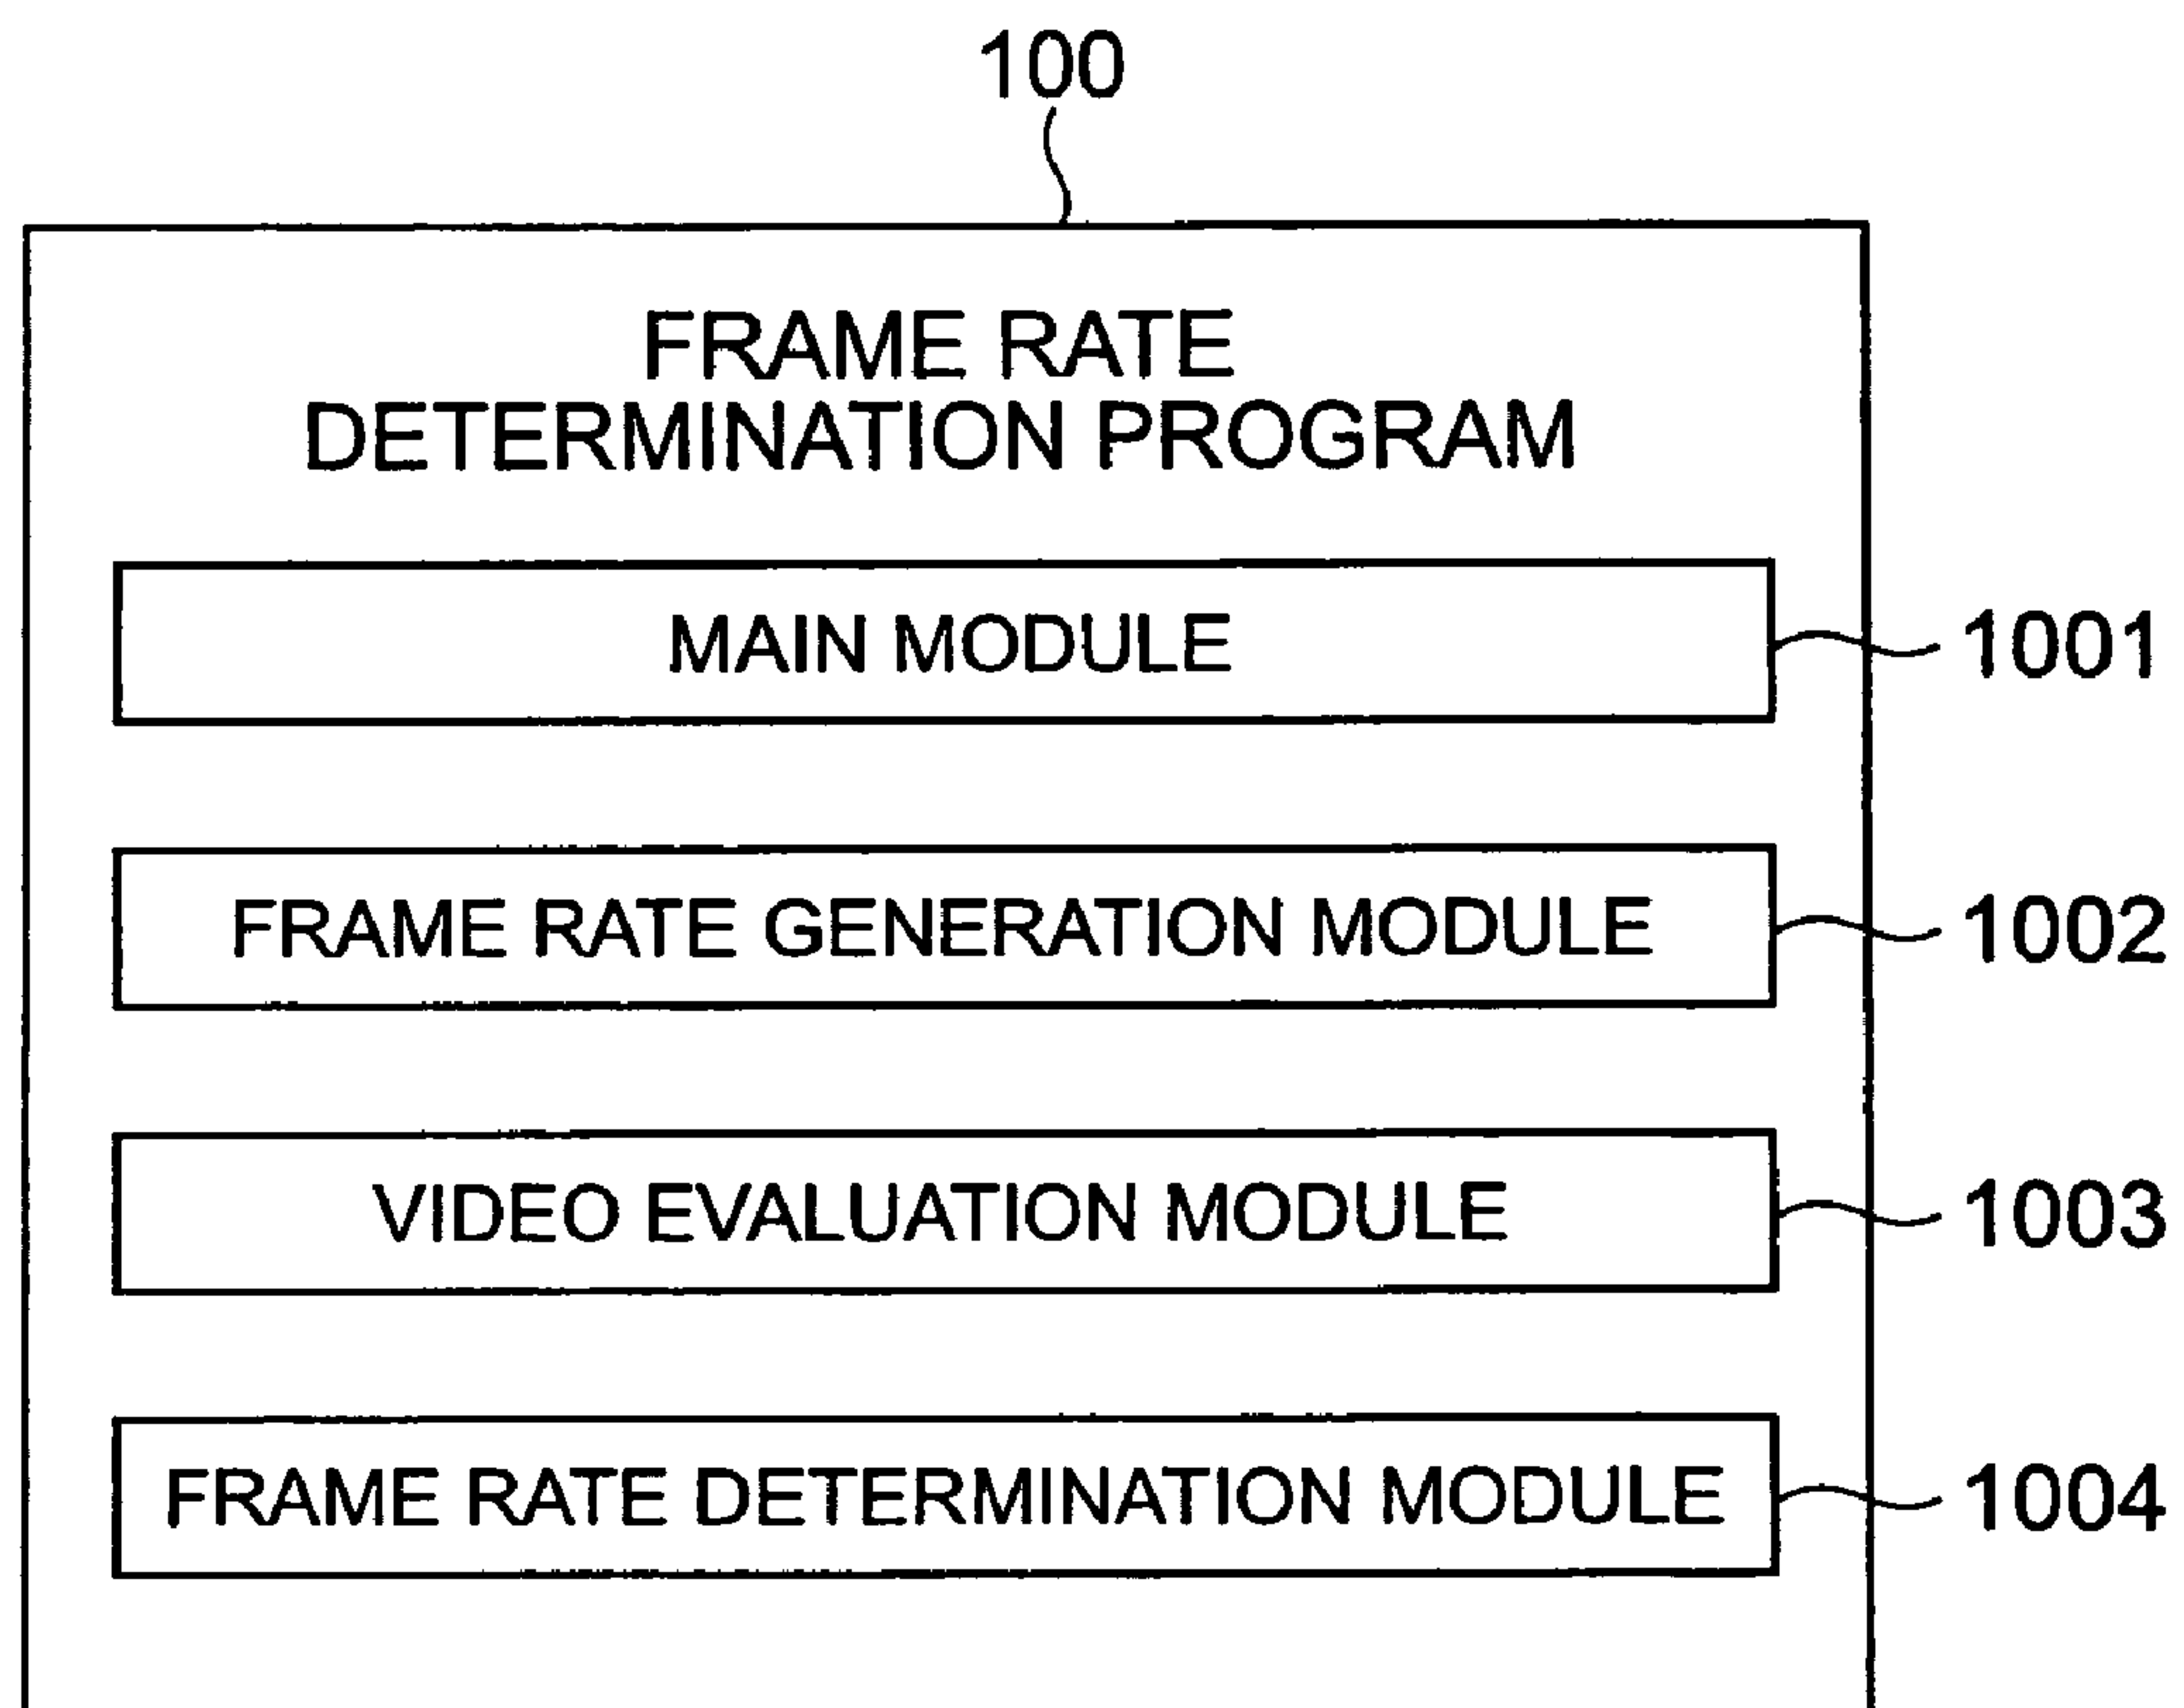 100
FRAME RATE
DETERMINATION PROGRAM
MAIN MODULE
1001
FRAME RATE GENERATION MODULE
1002
VIDEO EVALUATION MODULE
1003
FRAME RATE DETERMINATION MODULE
1004